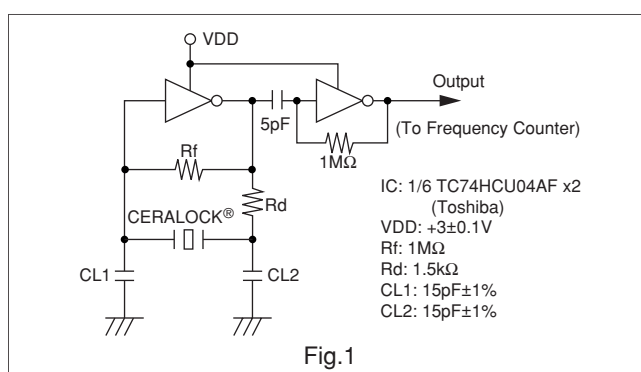 VDD
Output
5pF
(To Frequency Counter)
Rf
1MΩ
Rd
CERALOCK®
CL1
CL2
IC: 1/6 TC74HCU04AF x2
(Toshiba)
VDD: +3±0.1V
Rf: 1MΩ
Rd: 1.5kΩ
CL1: 15pF±1%
CL2: 15pF±1%
Fig.1